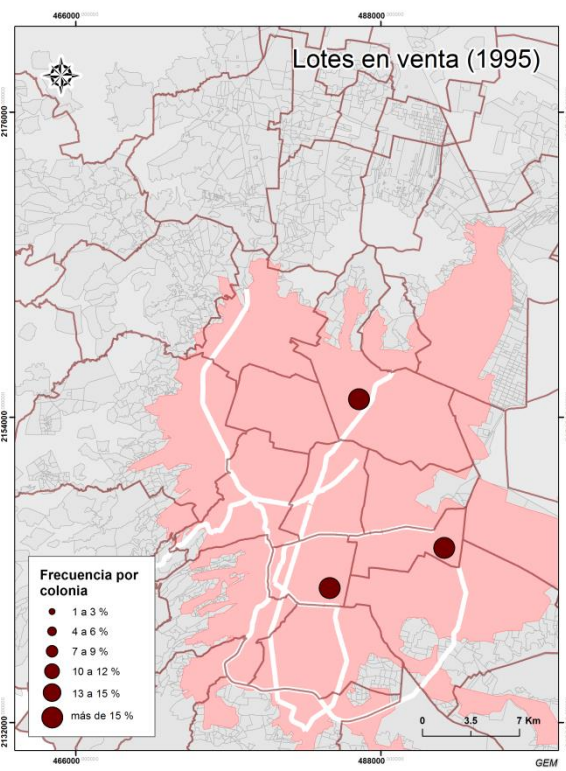 466000
488000
Lotes en venta (1995)
2176000
2154000
2132000
Frecuencia por
colonia
1 a 3 %
4 a 6 %
7 a 9 %
10 a 12 %
13 a 15 %
más de 15 %
0 3.5 7 Km
466000
488000
GEM